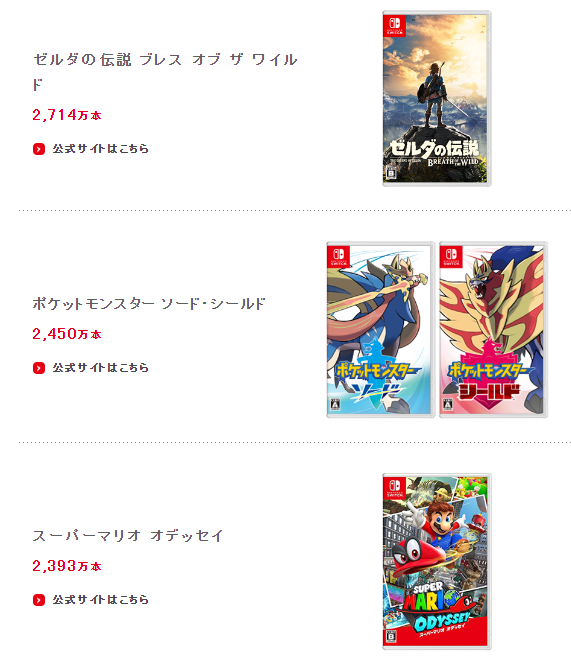 ゼルダの伝説 ブレス オブ ザ ワイル
ド
2,714万本
公式サイトはこちら
NINTENDO
SWITCH
ゼルダの伝説
BREATH OF THE WILD
ポケットモンスター ソード・シールド
2,450万本
公式サイトはこちら
ポケットモンスター
ソード
ポケットモンスター
シールド
スーパーマリオ オデッセイ
2,393万本
公式サイトはこちら
SUPER
MARIO
ODYSSEY
スーパーマリオ オデッセイ